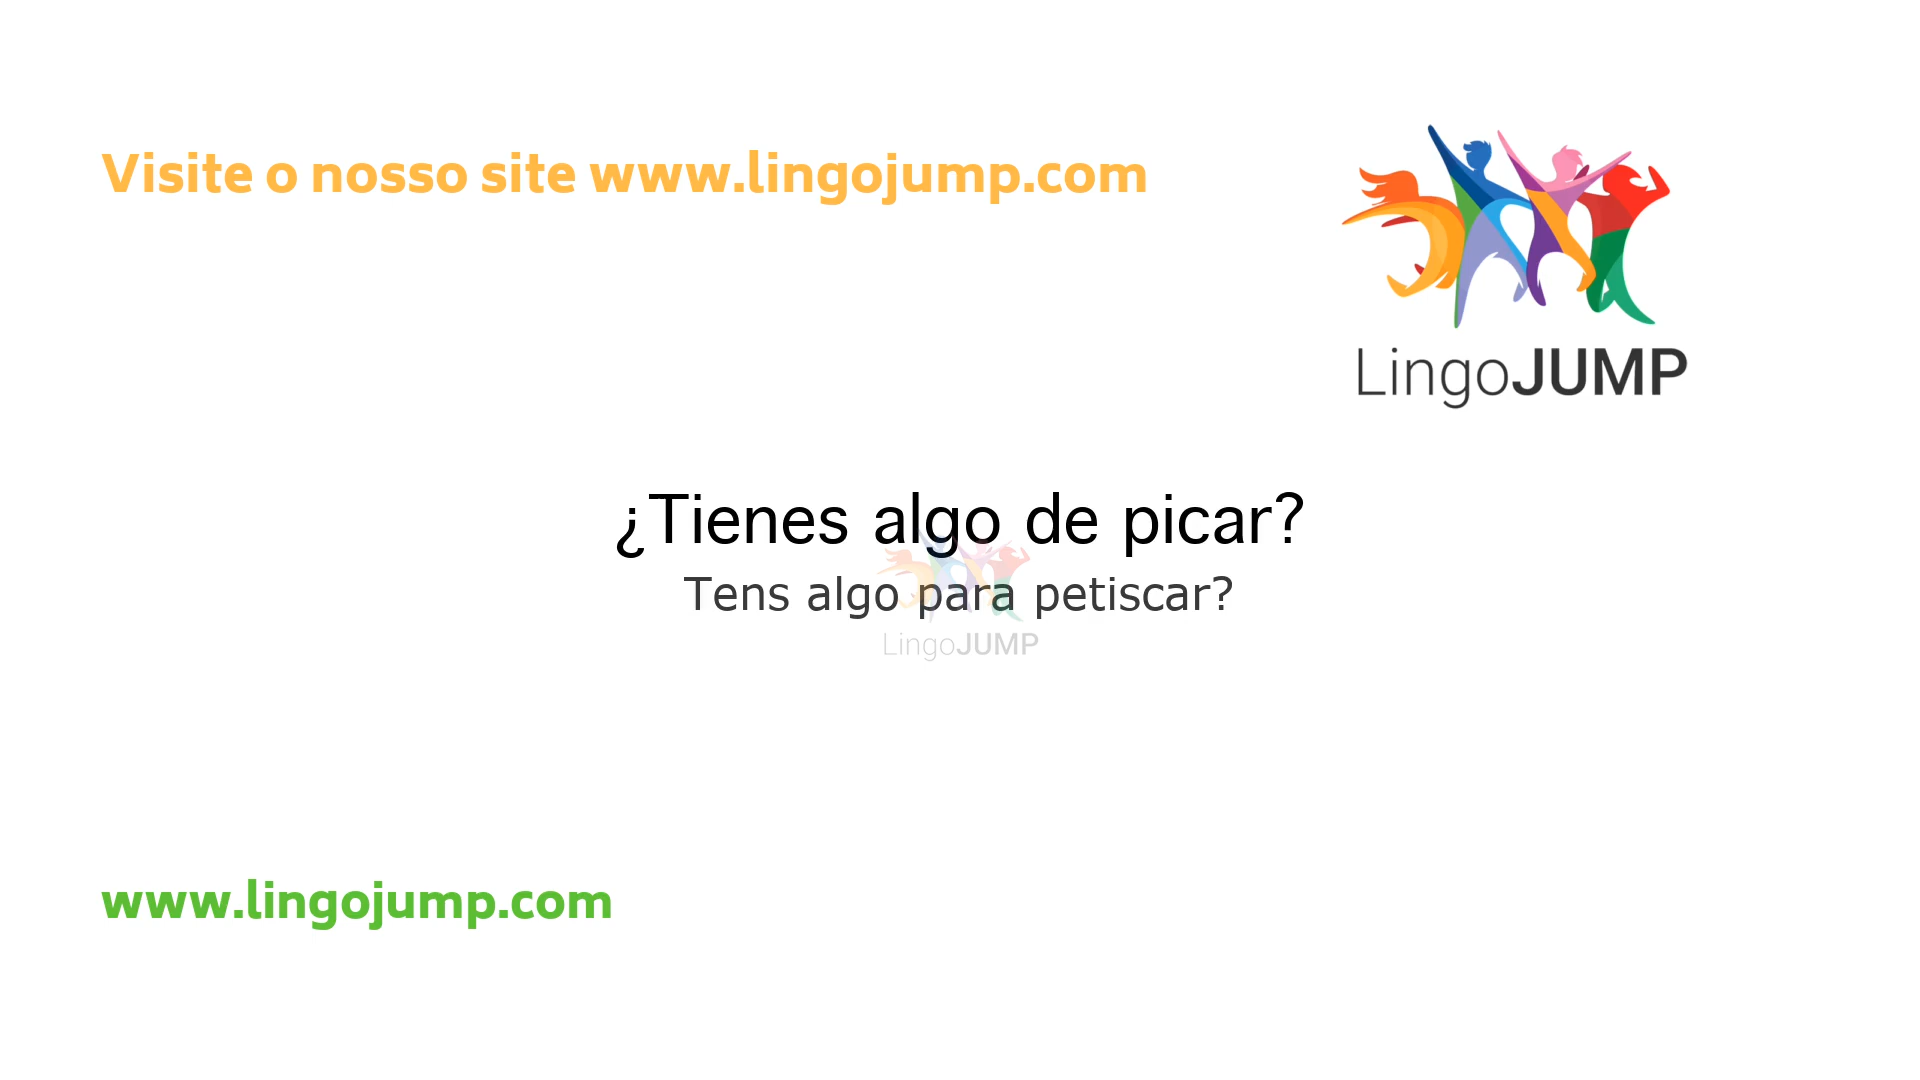 Visite o nosso site www.lingojump.com
LingoJUMP
¿Tienes algo de picar?
Tens algo para petiscar?
LingoJUMP
www.lingojump.com